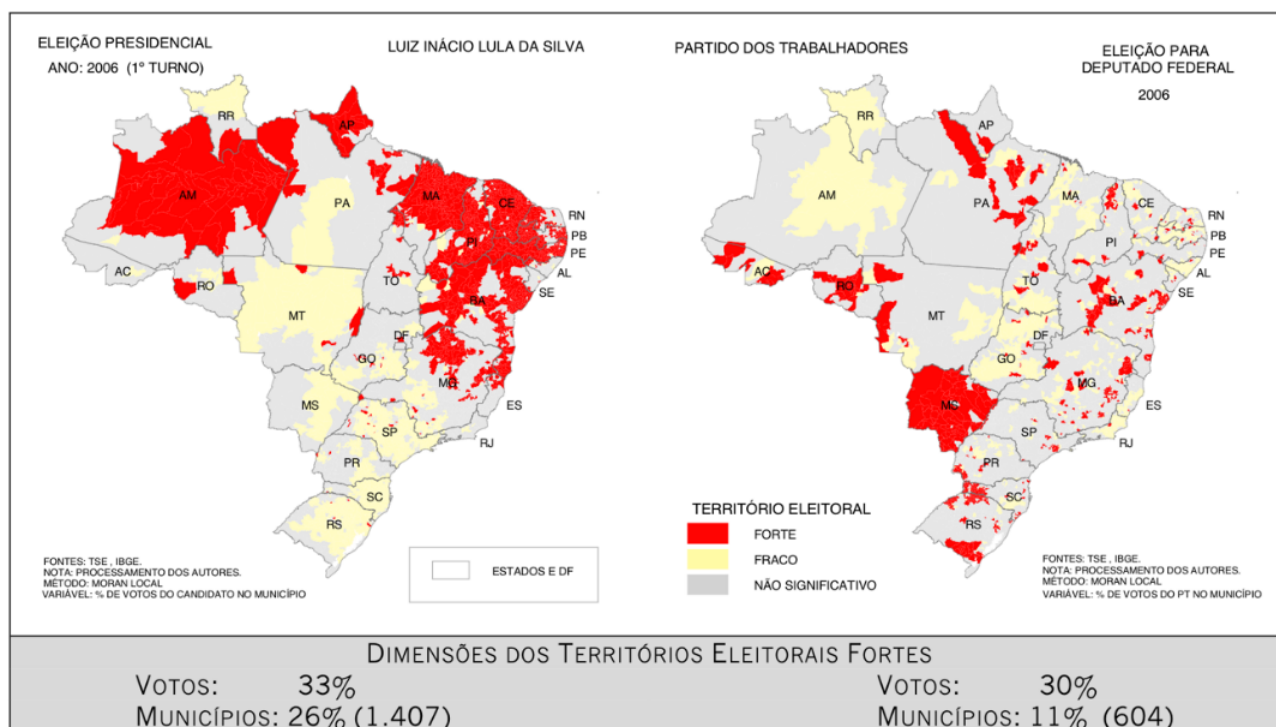 ELEIÇÃO PRESIDENCIAL
ANO: 2006 (1º TURNO)
LUIZ INÁCIO LULA DA SILVA
RR
AP
AM
PA
MA
CE
RN
PB
PE
AL
SE
PI
AC
RO
TO
BA
MT
DF
GO
MG
ES
MS
SP
RJ
PR
SC
RS
FONTES: TSE , IBGE.
NOTA: PROCESSAMENTO DOS AUTORES.
MÉTODO: MORAN LOCAL
VARIÁVEL: % DE VOTOS DO CANDIDATO NO MUNICÍPIO
ESTADOS E DF
PARTIDO DOS TRABALHADORES
ELEIÇÃO PARA
DEPUTADO FEDERAL
2006
RR
AP
AM
PA
MA
CE
RN
PB
PE
AL
SE
PI
AC
RO
TO
BA
MT
DF
GO
MG
ES
MS
SP
RJ
PR
SC
RS
TERRITÓRIO ELEITORAL
FORTE
FRACO
NÃO SIGNIFICATIVO
FONTES: TSE , IBGE.
NOTA: PROCESSAMENTO DOS AUTORES.
MÉTODO: MORAN LOCAL
VARIÁVEL: % DE VOTOS DO PT NO MUNICÍPIO
DIMENSÕES DOS TERRITÓRIOS ELEITORAIS FORTES
VOTOS: 33%
MUNICÍPIOS: 26% (1.407)
VOTOS: 30%
MUNICÍPIOS: 11% (604)